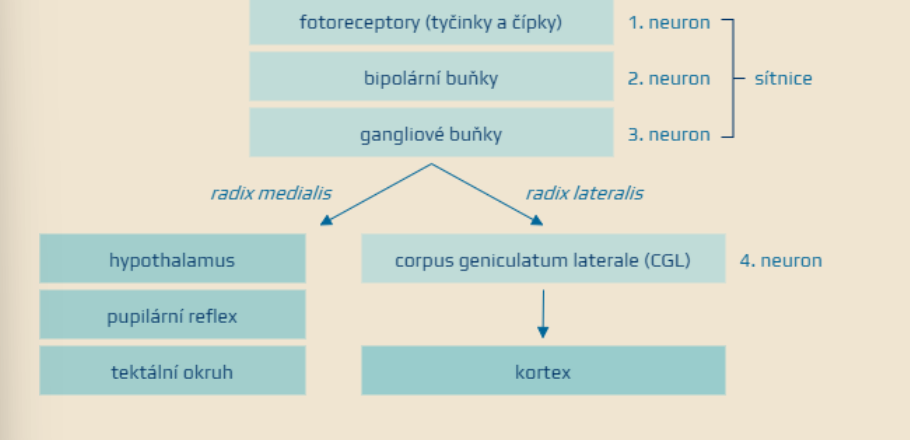 fotoreceptory (tyčinky a čípky) 1. neuron
bipolární buňky 2. neuron sítnice
gangliové buňky 3. neuron
radix medialis radix lateralis
hypothalamus corpus geniculatum laterale (CGL) 4. neuron
pupilární reflex
tektální okruh kortex